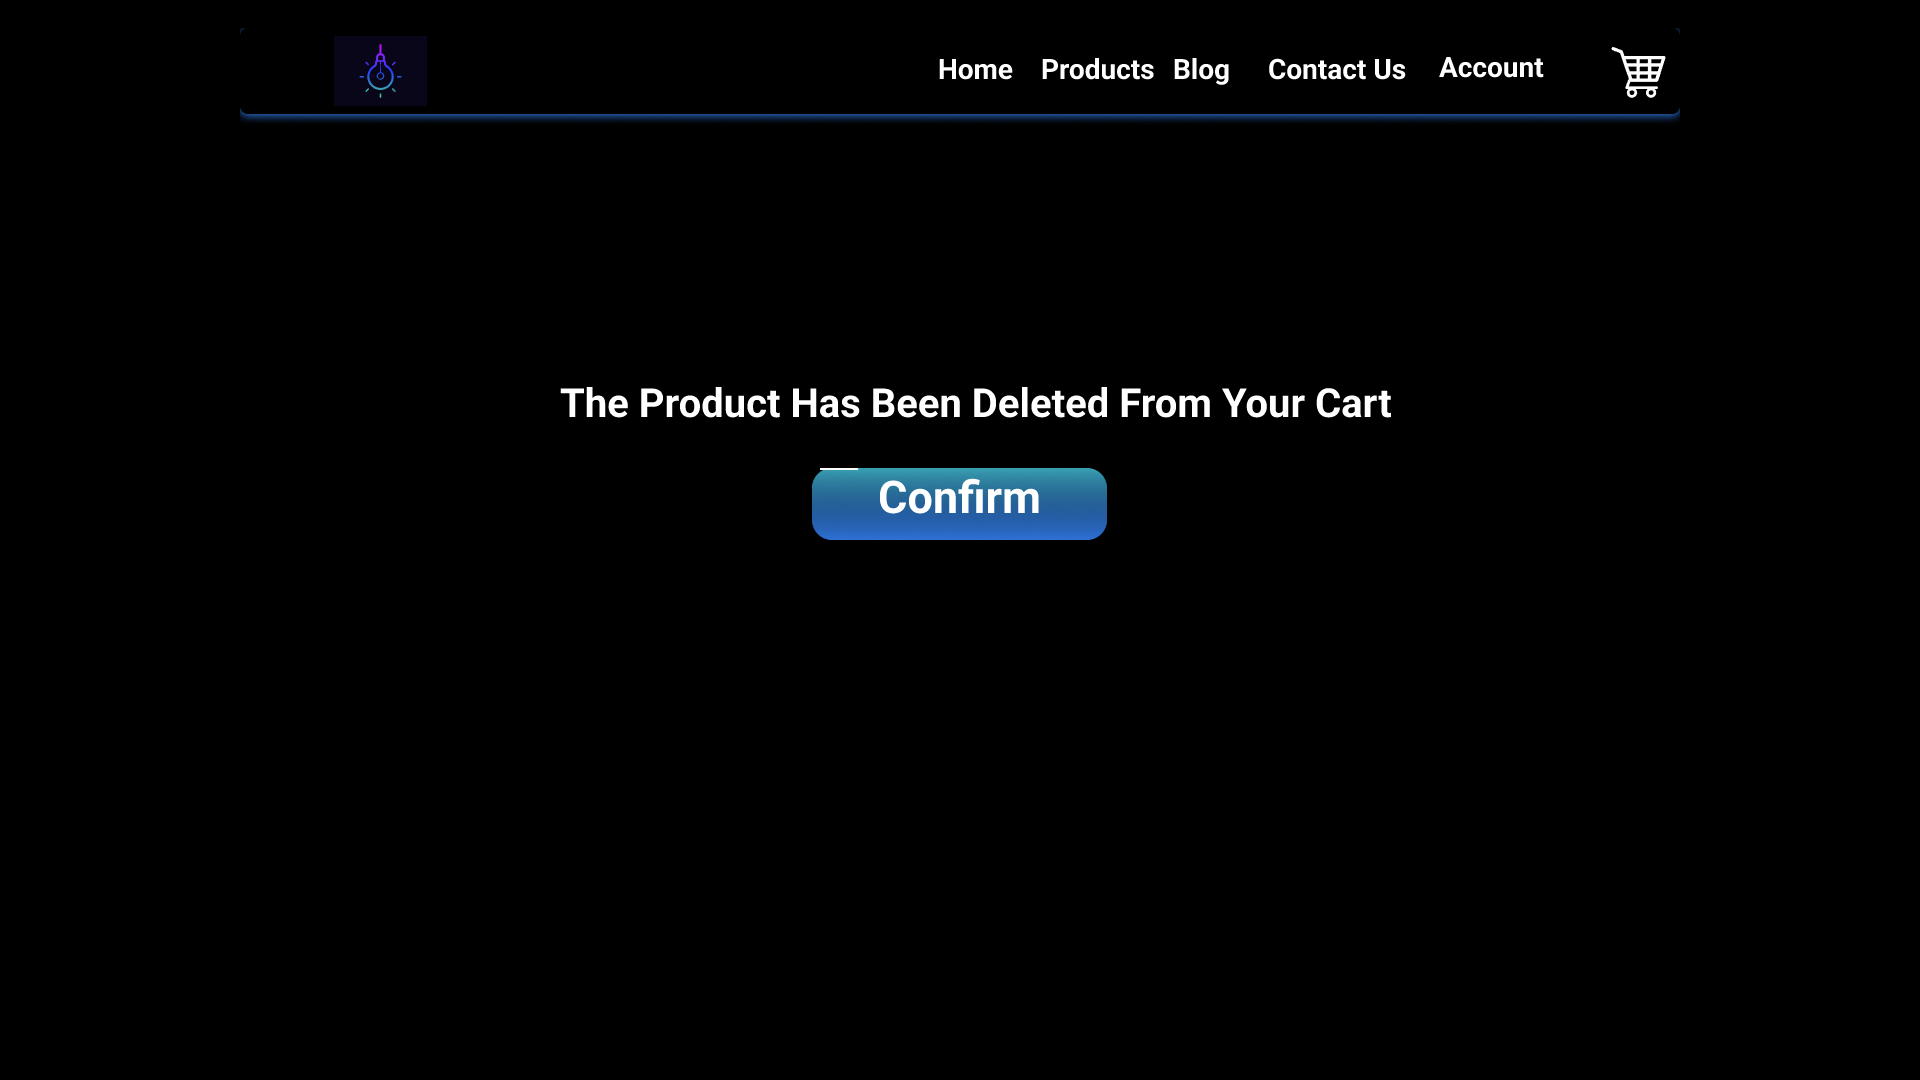 Home Products Blog Contact Us Account
The Product Has Been Deleted From Your Cart
Confirm